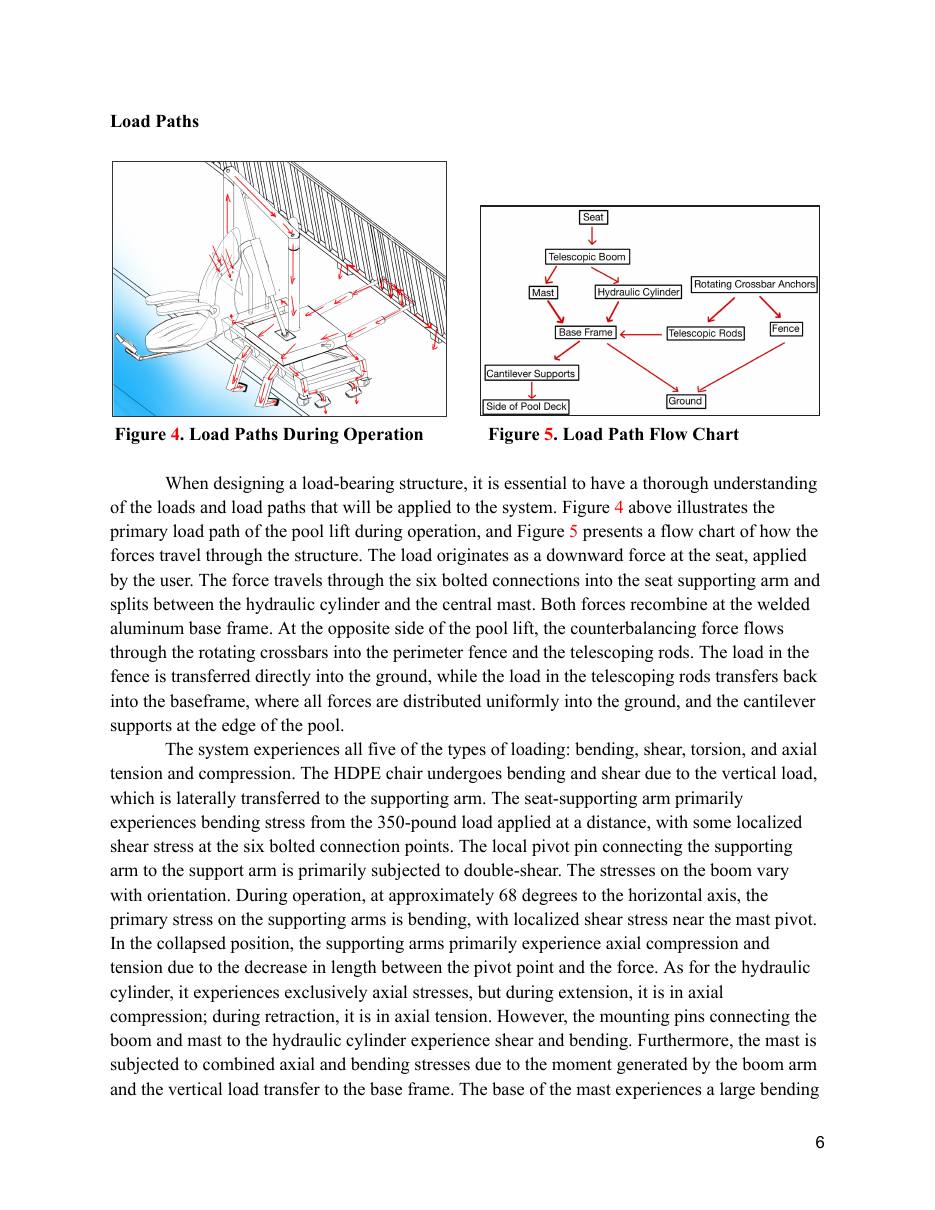 Load Paths
Seat
Telescopic Boom
Mast
Hydraulic Cylinder
Rotating Crossbar Anchors
Base Frame
Telescopic Rods
Fence
Cantilever Supports
Side of Pool Deck
Ground
Figure 4. Load Paths During Operation
Figure 5. Load Path Flow Chart
When designing a load-bearing structure, it is essential to have a thorough understanding
of the loads and load paths that will be applied to the system. Figure 4 above illustrates the
primary load path of the pool lift during operation, and Figure 5 presents a flow chart of how the
forces travel through the structure. The load originates as a downward force at the seat, applied
by the user. The force travels through the six bolted connections into the seat supporting arm and
splits between the hydraulic cylinder and the central mast. Both forces recombine at the welded
aluminum base frame. At the opposite side of the pool lift, the counterbalancing force flows
through the rotating crossbars into the perimeter fence and the telescoping rods. The load in the
fence is transferred directly into the ground, while the load in the telescoping rods transfers back
into the baseframe, where all forces are distributed uniformly into the ground, and the cantilever
supports at the edge of the pool.
The system experiences all five of the types of loading: bending, shear, torsion, and axial
tension and compression. The HDPE chair undergoes bending and shear due to the vertical load,
which is laterally transferred to the supporting arm. The seat-supporting arm primarily
experiences bending stress from the 350-pound load applied at a distance, with some localized
shear stress at the six bolted connection points. The local pivot pin connecting the supporting
arm to the support arm is primarily subjected to double-shear. The stresses on the boom vary
with orientation. During operation, at approximately 68 degrees to the horizontal axis, the
primary stress on the supporting arms is bending, with localized shear stress near the mast pivot.
In the collapsed position, the supporting arms primarily experience axial compression and
tension due to the decrease in length between the pivot point and the force. As for the hydraulic
cylinder, it experiences exclusively axial stresses, but during extension, it is in axial
compression; during retraction, it is in axial tension. However, the mounting pins connecting the
boom and mast to the hydraulic cylinder experience shear and bending. Furthermore, the mast is
subjected to combined axial and bending stresses due to the moment generated by the boom arm
and the vertical load transfer to the base frame. The base of the mast experiences a large bending
6